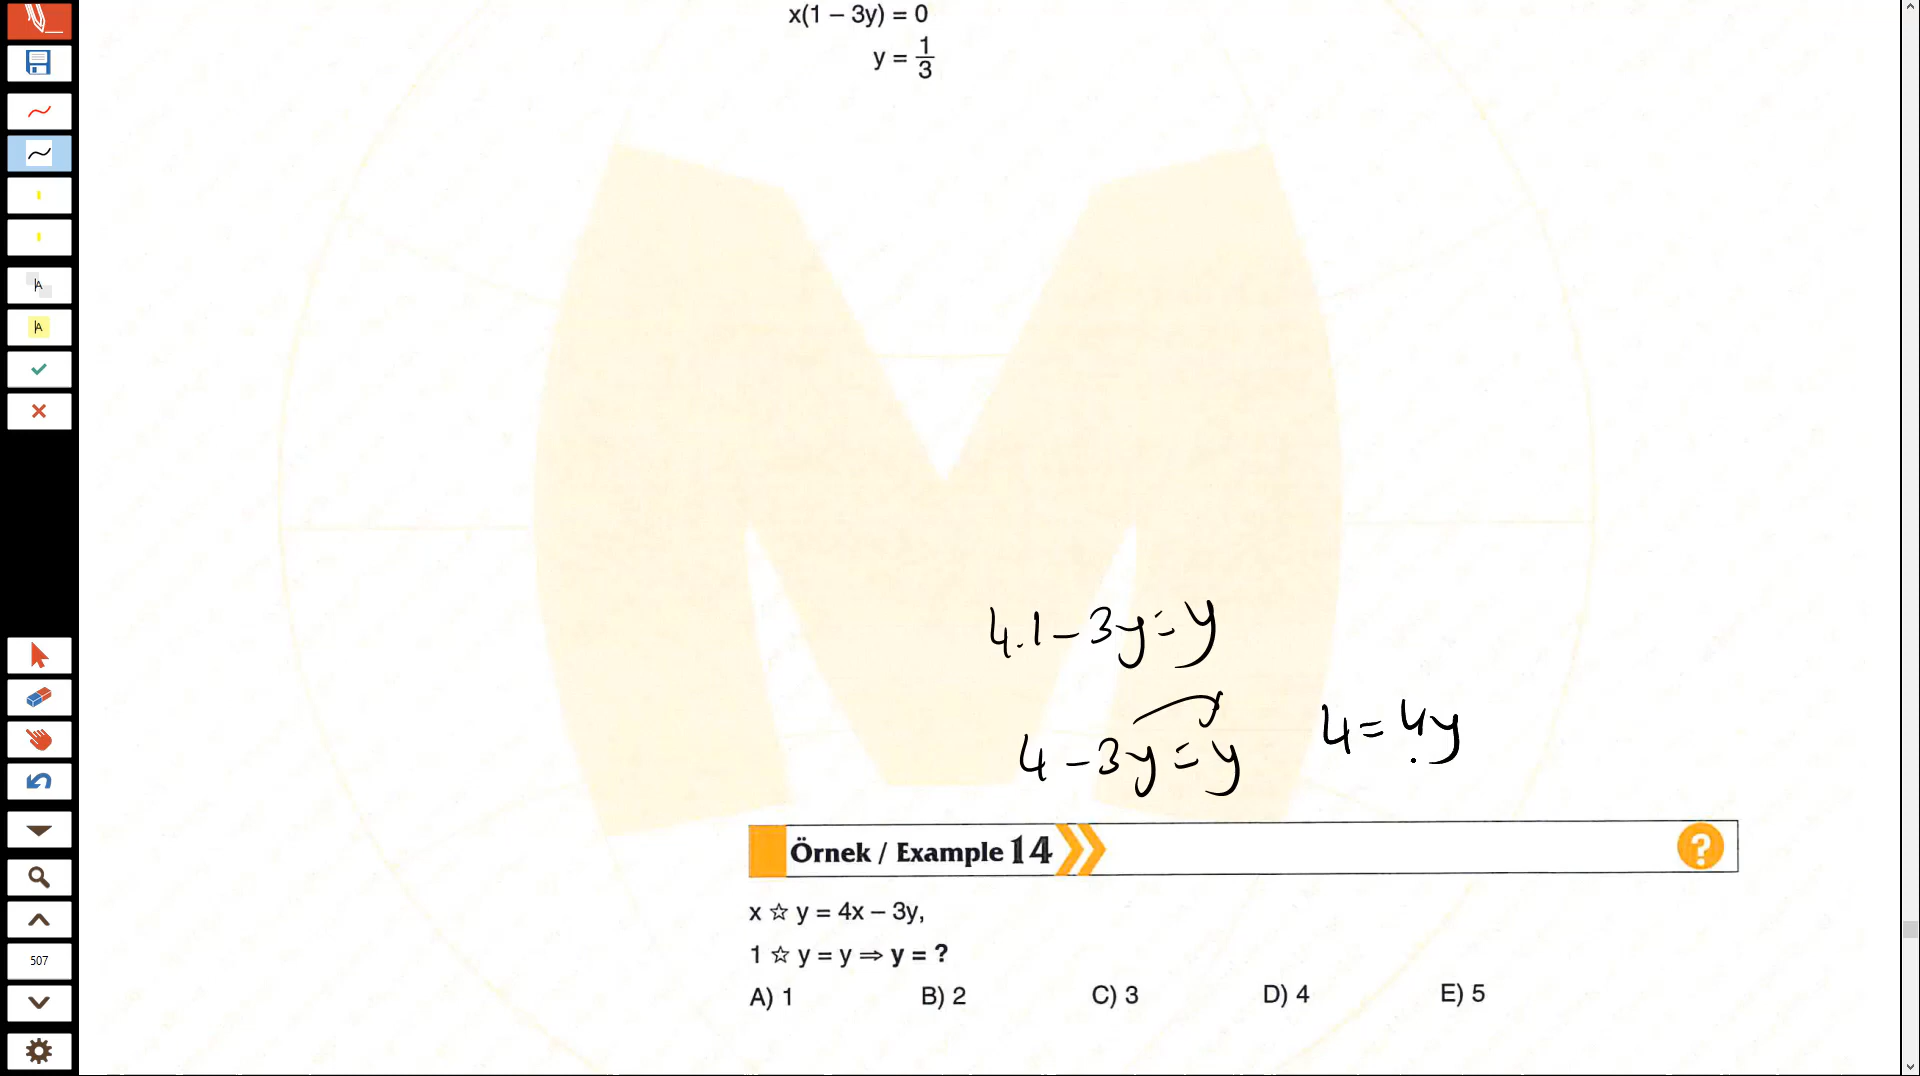 x(1 – 3y) = 0
y = 1/3
4.1 – 3y = y
4 – 3y = y
4 = 4y
Örnek / Example 14
?
x ☆ y = 4x – 3y,
1 ☆ y = y ⇒ y = ?
A) 1 B) 2 C) 3 D) 4 E) 5
A
A
507